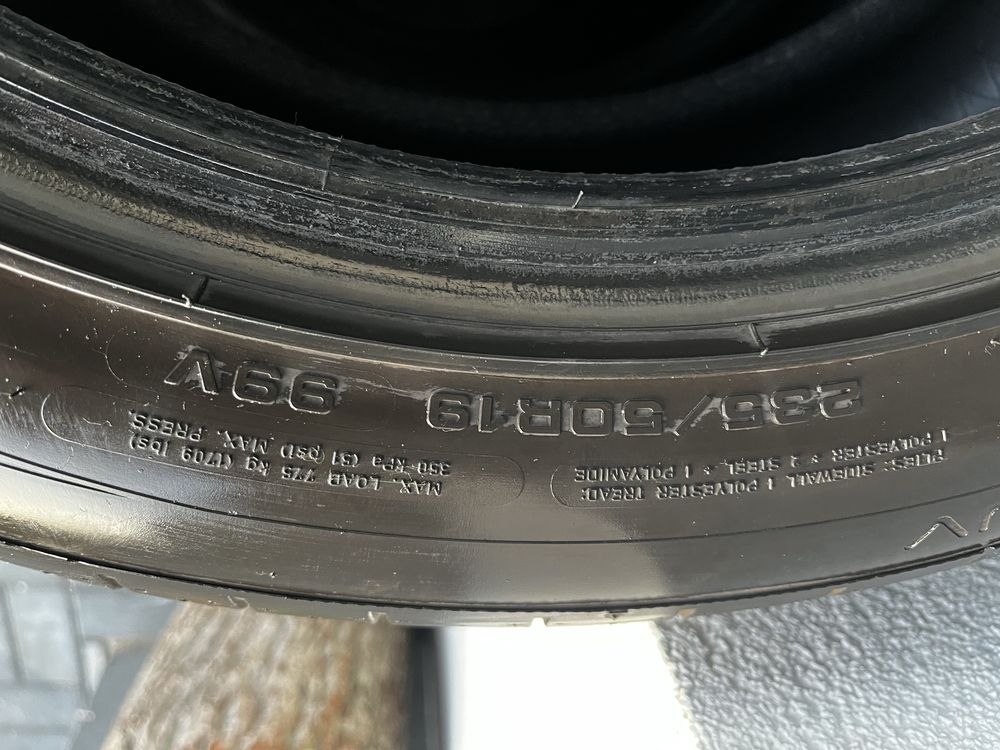 235/50R19 99V
PLIES: SIDEWALL 1 POLYESTER TREAD:
1 POLYESTER + 2 STEEL + 1 POLYAMIDE
MAX. LOAD 775 kg (1709 lbs)
350 kPa (51 psi) MAX. PRESS.